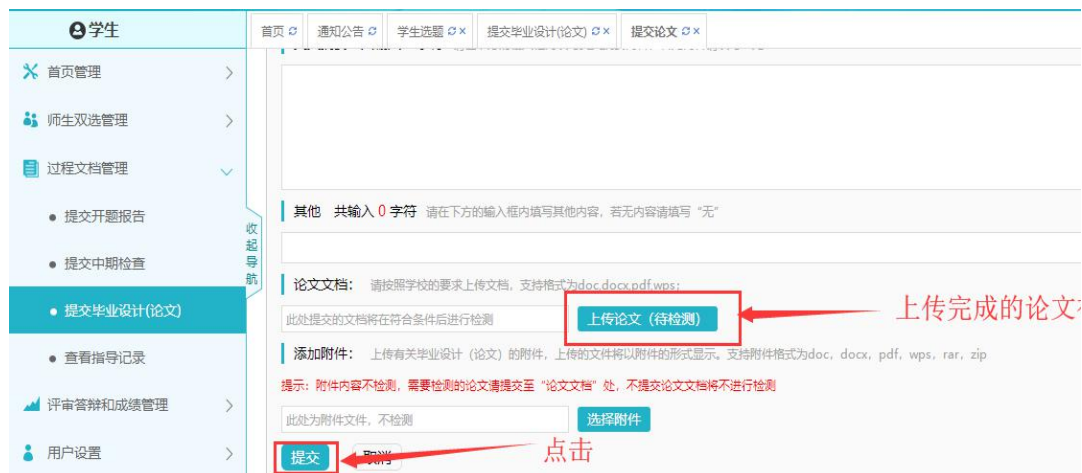 学生
首页 通知公告 学生选题 × 提交毕业设计(论文) × 提交论文 ×
首页管理
师生双选管理
过程文档管理
提交开题报告
提交中期检查
提交毕业设计(论文)
查看指导记录
评审答辩和成绩管理
用户设置
收起导航
其他 共输入 0 字符 请在下方的输入框内填写其他内容，若无内容请填写“无”
论文文档： 请按照学校的要求上传文档，支持格式为doc,docx,pdf,wps；
此处提交的文档将在符合条件后进行检测 上传论文（待检测） 上传完成的论文
添加附件： 上传有关毕业设计（论文）的附件，上传的文件将以附件的形式显示。支持附件格式为doc，docx，pdf，wps，rar，zip
提示：附件内容不检测，需要检测的论文请提交至“论文文档”处，不提交论文文档将不进行检测
此处为附件文件，不检测 选择附件
提交 取消 点击